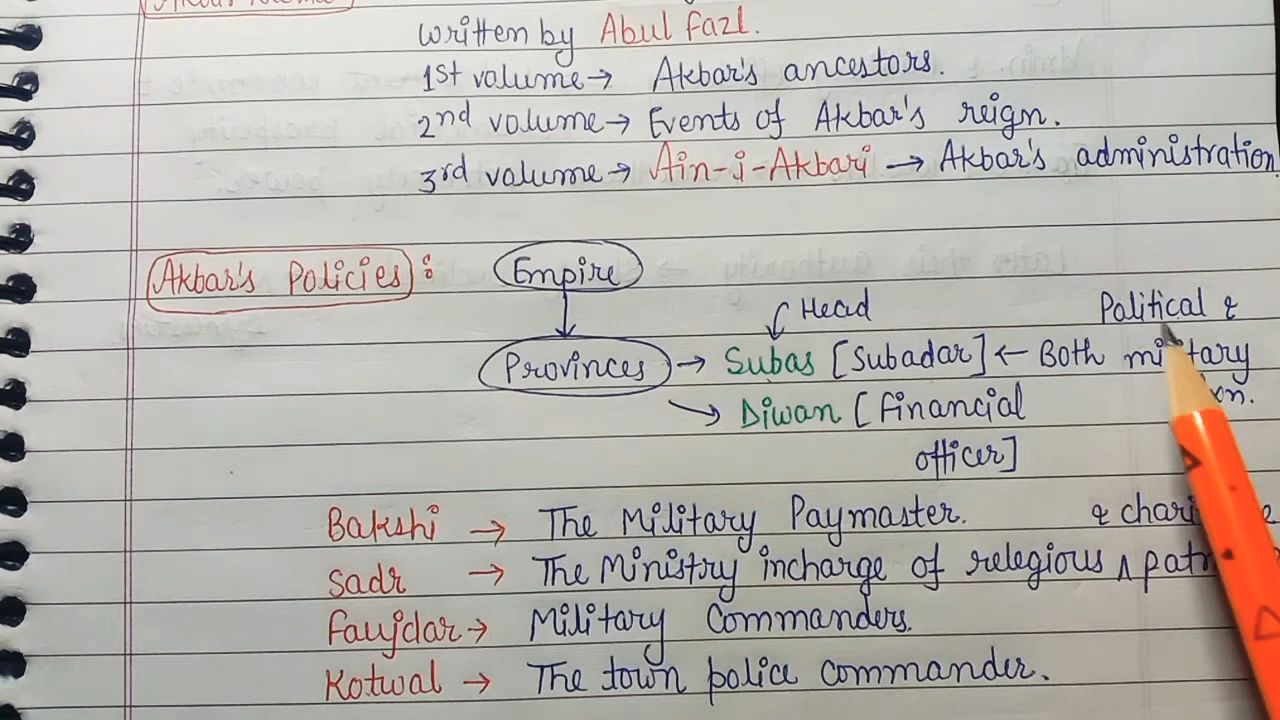 written by Abul Fazl.
1st volume → Akbar's ancestors.
2nd volume → Events of Akbar's reign.
3rd volume → Ain-i-Akbari → Akbar's administration.
Akbar's Policies : Empire
Head Political &
Provinces → Subas [Subadar] ← Both military
→ Diwan [Financial
officer]
Bakshi → The Military Paymaster. &
Sadr → The Ministry incharge of relegious ∧
Faujdar → Military Commanders.
Kotwal → The town police commander.